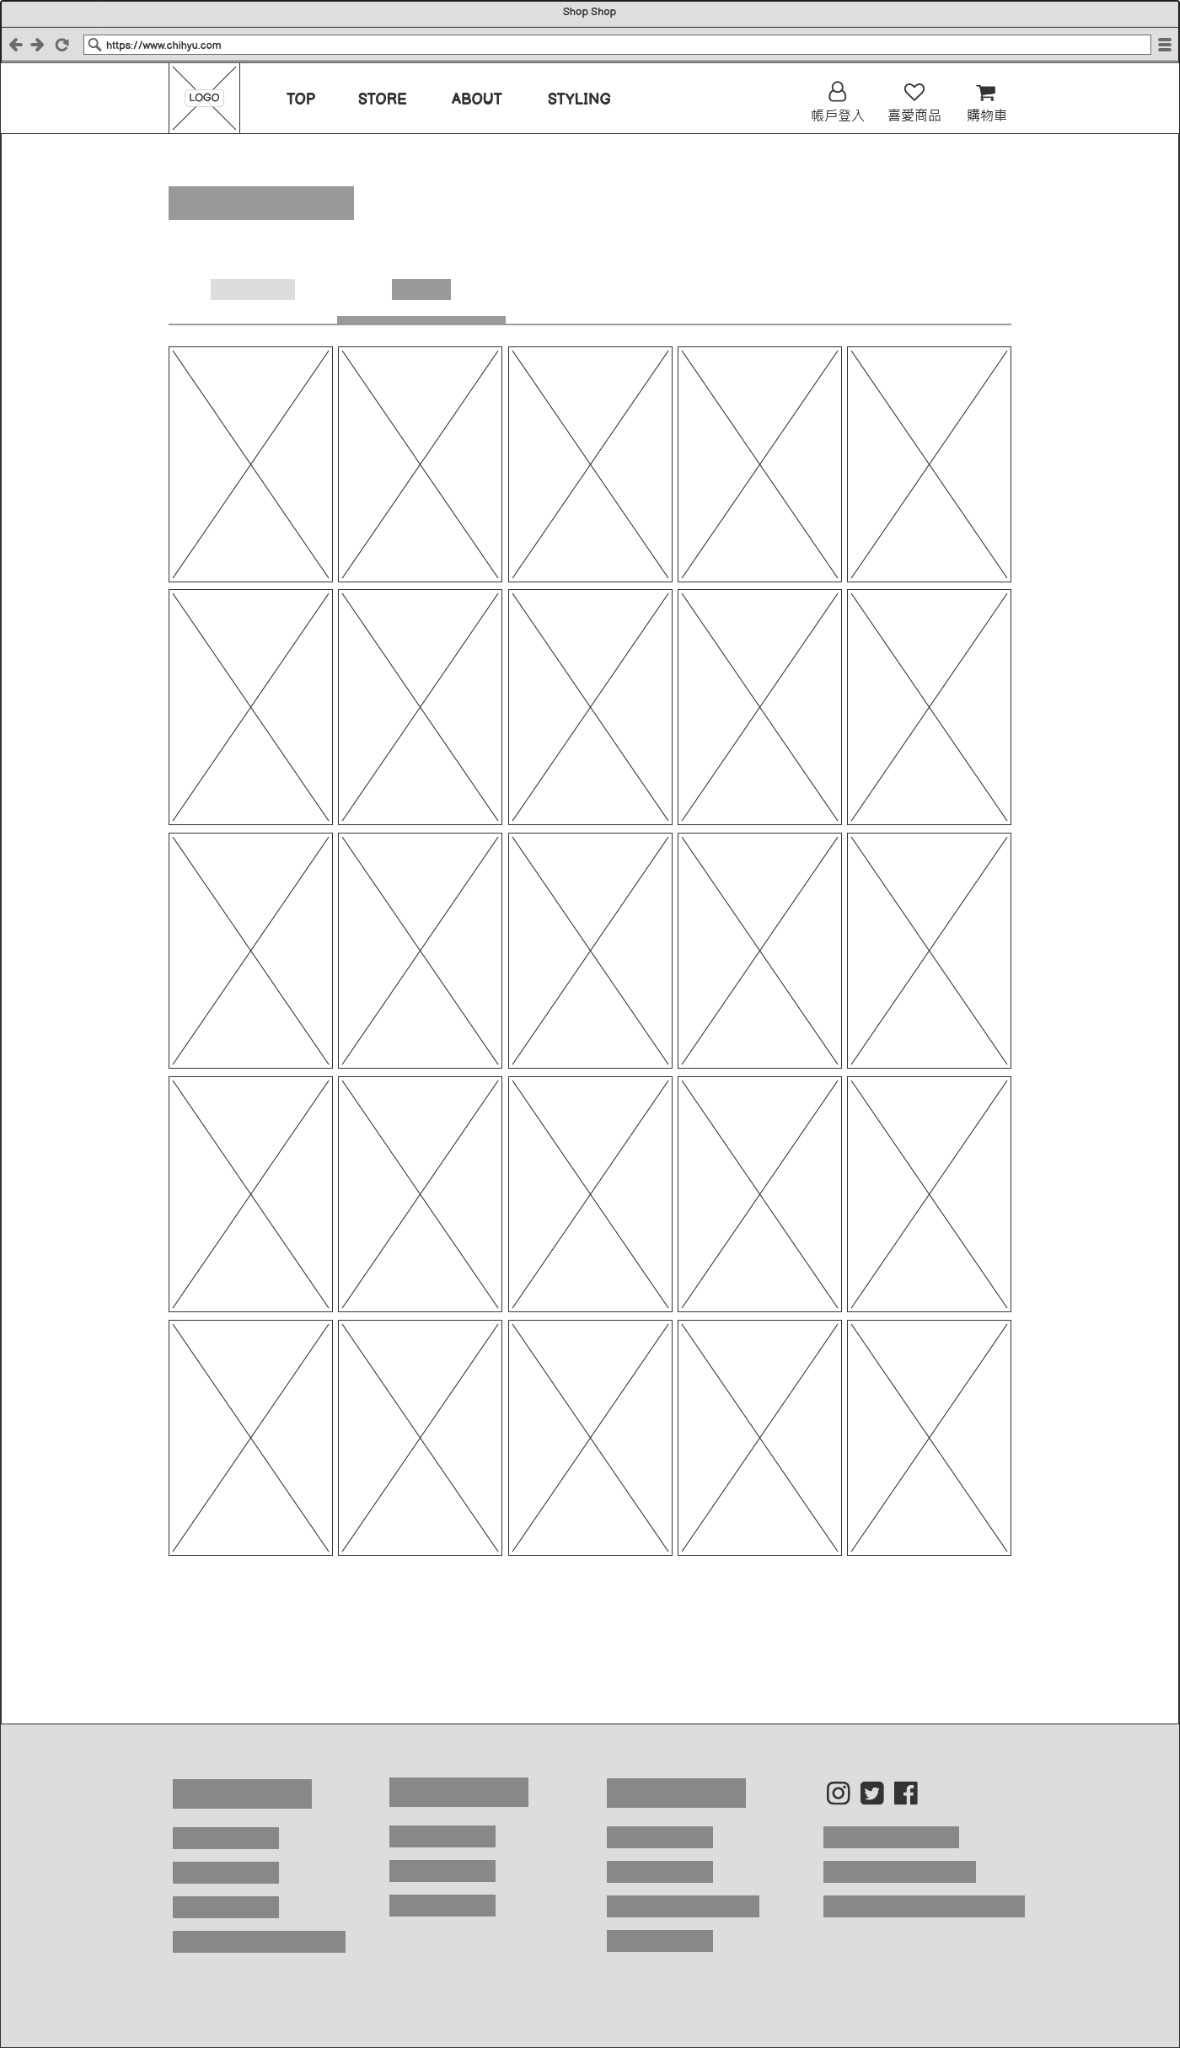 Shop Shop
https://www.chihyu.com
LOGO
TOP STORE ABOUT STYLING
帳戶登入 喜愛商品 購物車